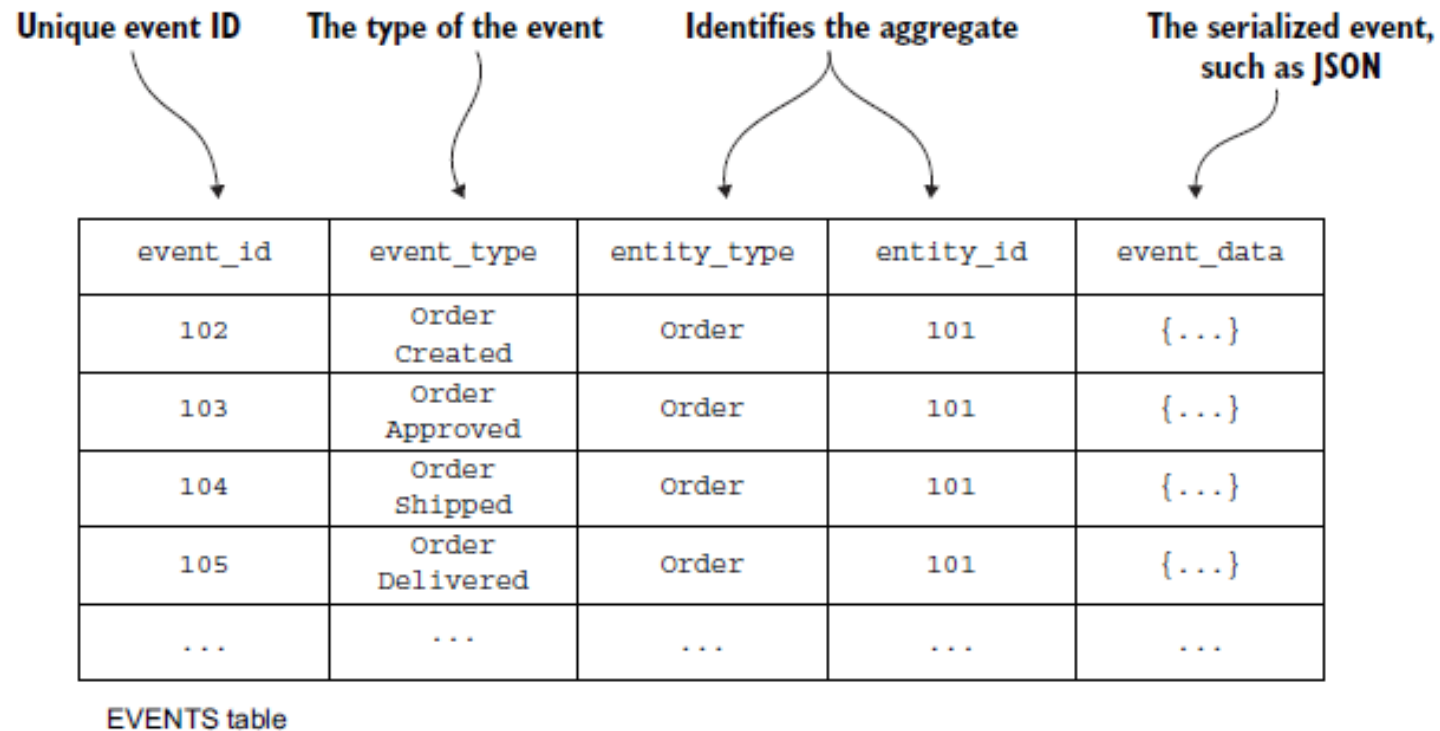 Unique event ID
The type of the event
Identifies the aggregate
The serialized event,
such as JSON
event_id event_type entity_type entity_id event_data
102 Order Created Order 101 {...}
103 Order Approved Order 101 {...}
104 Order Shipped Order 101 {...}
105 Order Delivered Order 101 {...}
... ... ... ... ...
EVENTS table